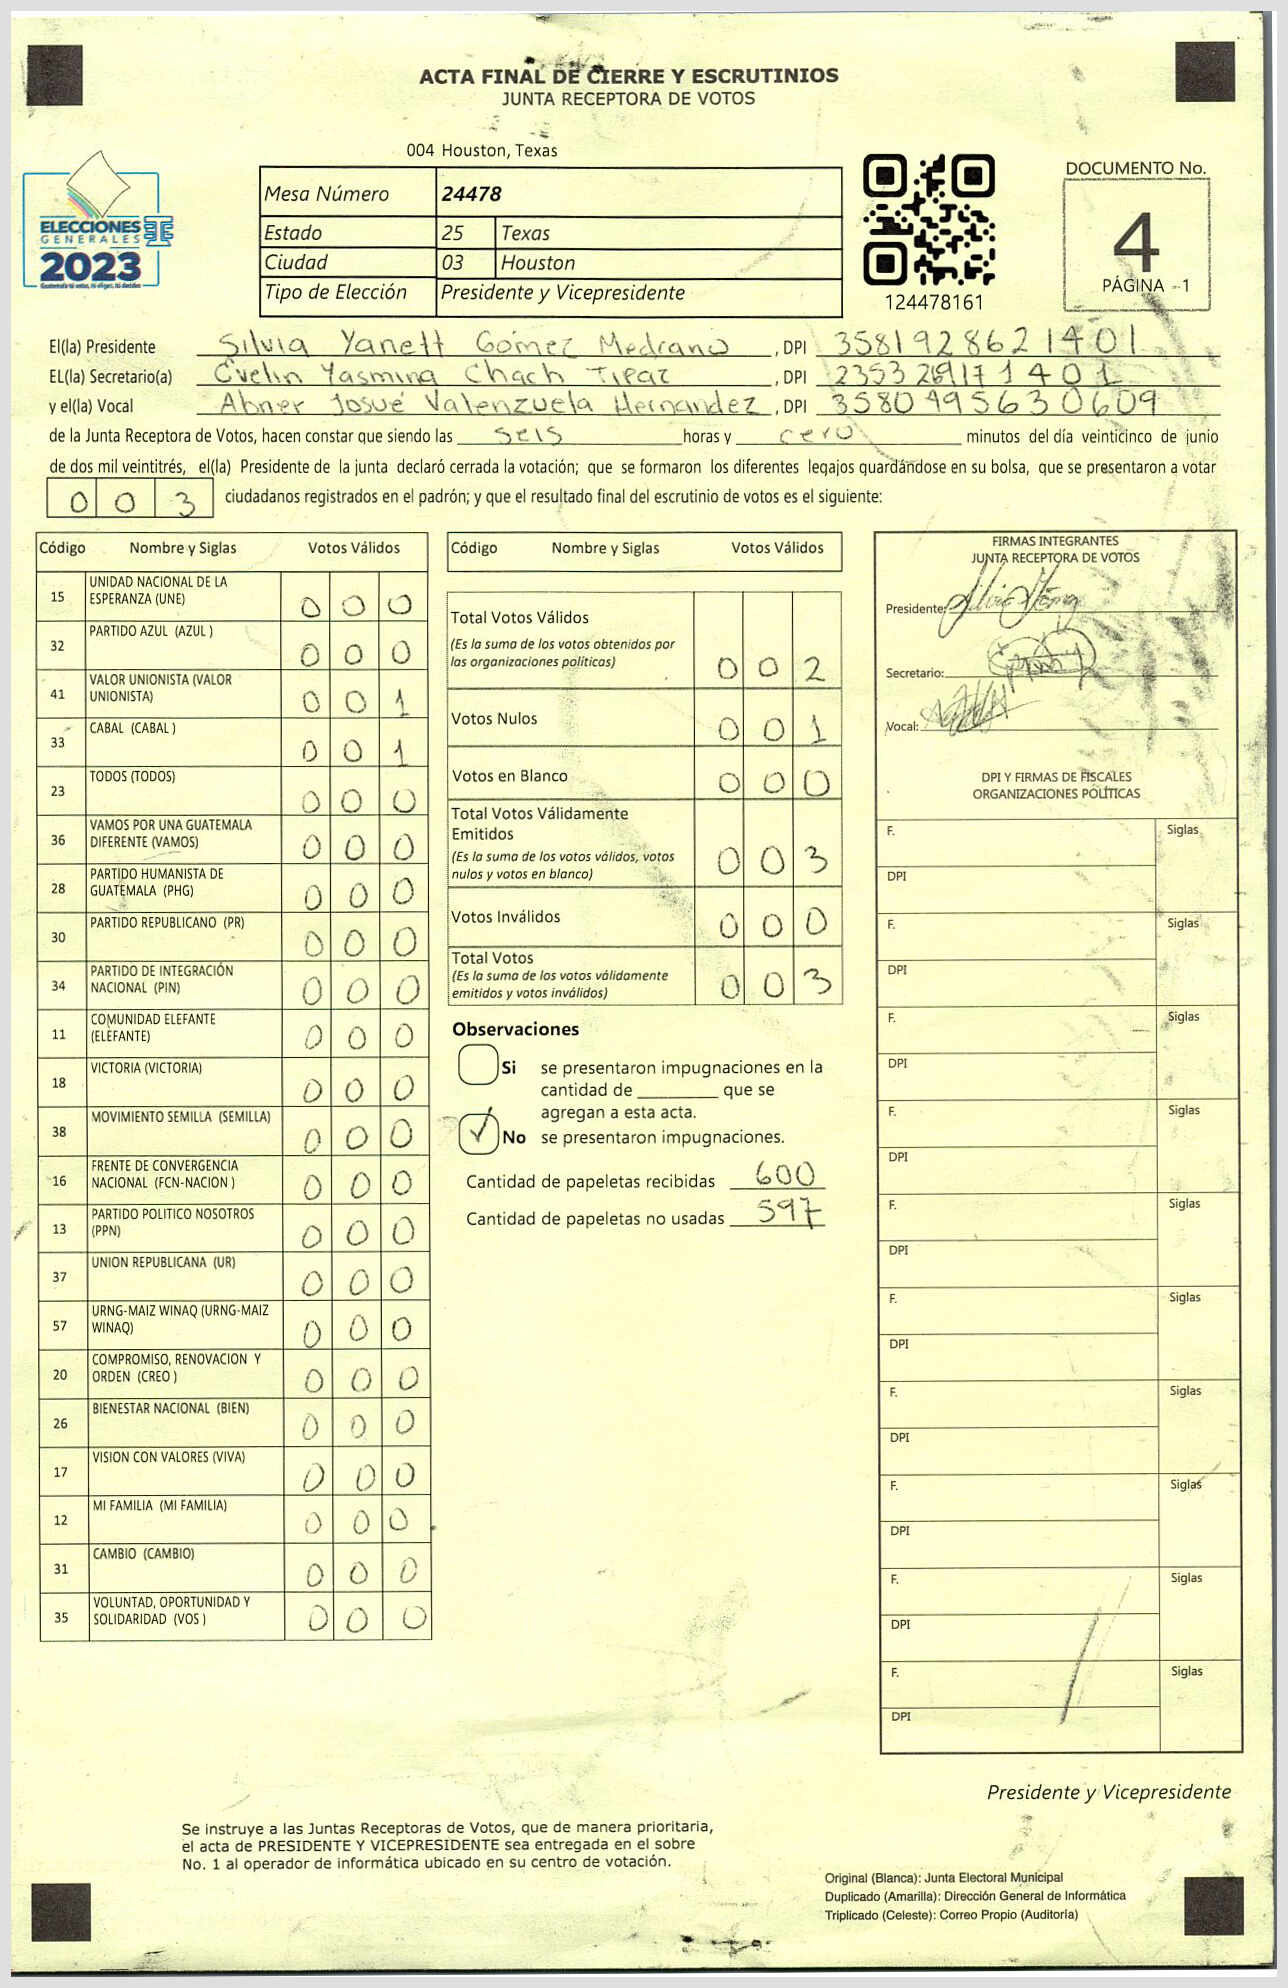 ACTA FINAL DE CIERRE Y ESCRUTINIOS
JUNTA RECEPTORA DE VOTOS
004 Houston, Texas
Mesa Número 24478
Estado 25 Texas
Ciudad 03 Houston
Tipo de Elección Presidente y Vicepresidente
ELECCIONES
GENERALES
2023
124478161
DOCUMENTO No.
4
PÁGINA - 1
El(la) Presidente Silvia Yanett Gómez Medrano, DPI 3581928621401
EL(la) Secretario(a) Evelin Yasmina Chach Tipaz, DPI
y el(la) Vocal Abner Josué Valenzuela Hernandez, DPI 3580495630609
de la Junta Receptora de Votos, hacen constar que siendo las seis horas y cero minutos del día veinticinco de junio
de dos mil veintitrés, el(la) Presidente de la junta declaró cerrada la votación; que se formaron los diferentes legajos guardándose en su bolsa, que se presentaron a votar
0 0 3 ciudadanos registrados en el padrón; y que el resultado final del escrutinio de votos es el siguiente:
Código Nombre y Siglas Votos Válidos
15 UNIDAD NACIONAL DE LA
ESPERANZA (UNE) 0 0 0
32 PARTIDO AZUL (AZUL ) 0 0 0
41 VALOR UNIONISTA (VALOR
UNIONISTA) 0 0 1
33 CABAL (CABAL ) 0 0 1
23 TODOS (TODOS) 0 0 0
36 VAMOS POR UNA GUATEMALA
DIFERENTE (VAMOS) 0 0 0
28 PARTIDO HUMANISTA DE
GUATEMALA (PHG) 0 0 0
30 PARTIDO REPUBLICANO (PR) 0 0 0
34 PARTIDO DE INTEGRACIÓN
NACIONAL (PIN) 0 0 0
11 COMUNIDAD ELEFANTE
(ELEFANTE) 0 0 0
18 VICTORIA (VICTORIA) 0 0 0
38 MOVIMIENTO SEMILLA (SEMILLA) 0 0 0
16 FRENTE DE CONVERGENCIA
NACIONAL (FCN-NACION ) 0 0 0
13 PARTIDO POLITICO NOSOTROS
(PPN) 0 0 0
37 UNION REPUBLICANA (UR) 0 0 0
57 URNG-MAIZ WINAQ (URNG-MAIZ
WINAQ) 0 0 0
20 COMPROMISO, RENOVACION Y
ORDEN (CREO ) 0 0 0
26 BIENESTAR NACIONAL (BIEN) 0 0 0
17 VISION CON VALORES (VIVA) 0 0 0
12 MI FAMILIA (MI FAMILIA) 0 0 0
31 CAMBIO (CAMBIO) 0 0 0
35 VOLUNTAD, OPORTUNIDAD Y
SOLIDARIDAD (VOS ) 0 0 0
Código Nombre y Siglas Votos Válidos
Total Votos Válidos
(Es la suma de los votos obtenidos por
las organizaciones políticas) 0 0 2
Votos Nulos 0 0 1
Votos en Blanco 0 0 0
Total Votos Válidamente
Emitidos
(Es la suma de los votos válidos, votos
nulos y votos en blanco) 0 0 3
Votos Inválidos 0 0 0
Total Votos
(Es la suma de los votos válidamente
emitidos y votos inválidos) 0 0 3
Observaciones
Si se presentaron impugnaciones en la
cantidad de ________ que se
agregan a esta acta.
No se presentaron impugnaciones.
Cantidad de papeletas recibidas 600
Cantidad de papeletas no usadas 597
FIRMAS INTEGRANTES
JUNTA RECEPTORA DE VOTOS
Presidente:
Secretario:
Vocal:
DPI Y FIRMAS DE FISCALES
ORGANIZACIONES POLÍTICAS
F. Siglas
DPI
F. Siglas
DPI
F. Siglas
DPI
F. Siglas
DPI
F. Siglas
DPI
F. Siglas
DPI
F. Siglas
DPI
F. Siglas
DPI
F. Siglas
DPI
F. Siglas
DPI
Presidente y Vicepresidente
Se instruye a las Juntas Receptoras de Votos, que de manera prioritaria,
el acta de PRESIDENTE Y VICEPRESIDENTE sea entregada en el sobre
No. 1 al operador de informática ubicado en su centro de votación.
Original (Blanca): Junta Electoral Municipal
Duplicado (Amarilla): Dirección General de Informática
Triplicado (Celeste): Correo Propio (Auditoría)